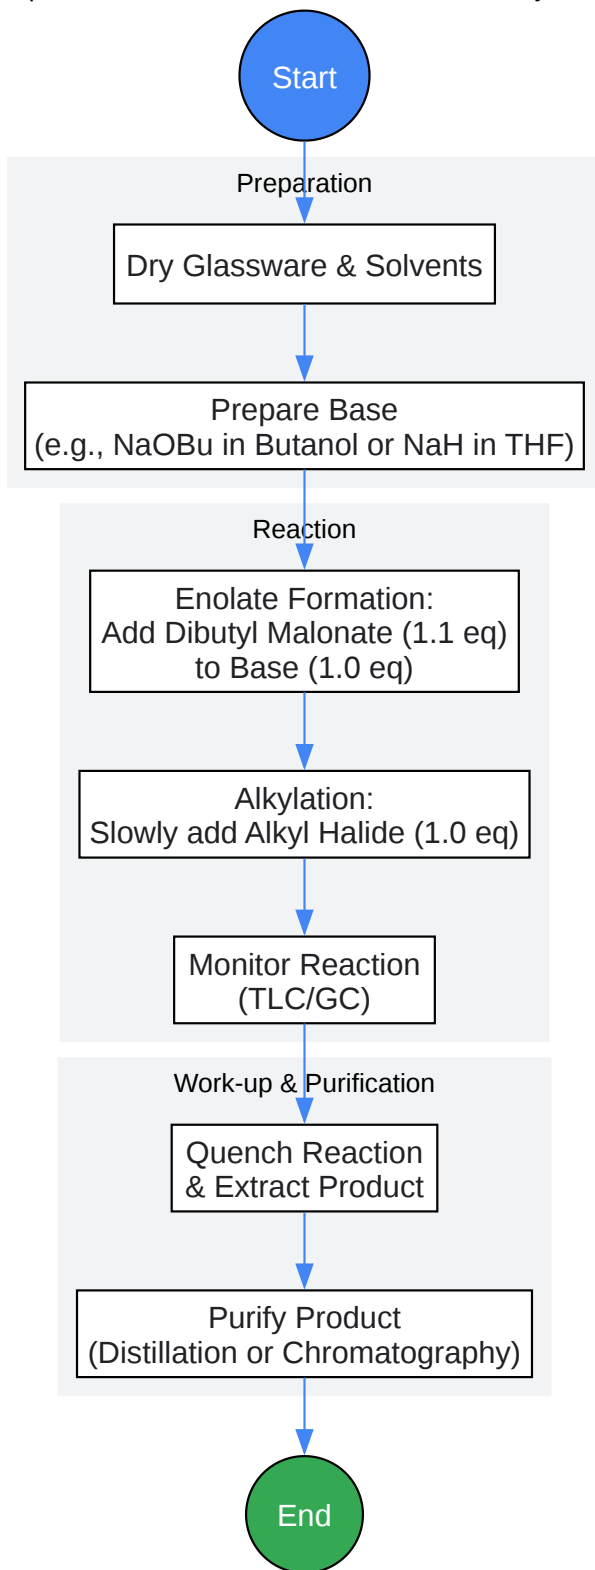 Start
Preparation
Dry Glassware & Solvents
Prepare Base
(e.g., NaOBu in Butanol or NaH in THF)
Reaction
Enolate Formation:
Add Dibutyl Malonate (1.1 eq)
to Base (1.0 eq)
Alkylation:
Slowly add Alkyl Halide (1.0 eq)
Monitor Reaction
(TLC/GC)
Work-up & Purification
Quench Reaction
& Extract Product
Purify Product
(Distillation or Chromatography)
End